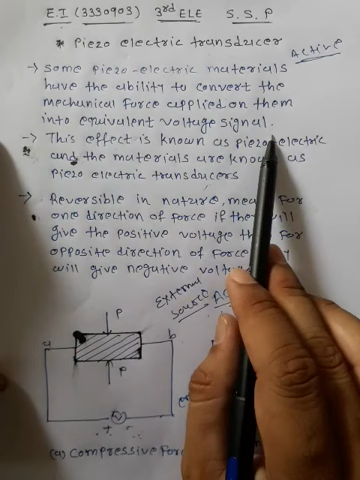 E.I (3330903) 3rd ELE S.S.P
* Piezo electric transducer Active
→ Some Piezo-electric materials
have the ability to convert the
mechanical Force applied on them
into equivalent voltage signal.
→ This effect is known as piezo electric
and the materials are known as
Piezo electric transducers
→ Reversible in nature, mean For
one direction of Force if they will
give the positive voltage the For
opposite direction of Force
will give negative
External
Source
P
a b
P
+ -
(a) Compressive For